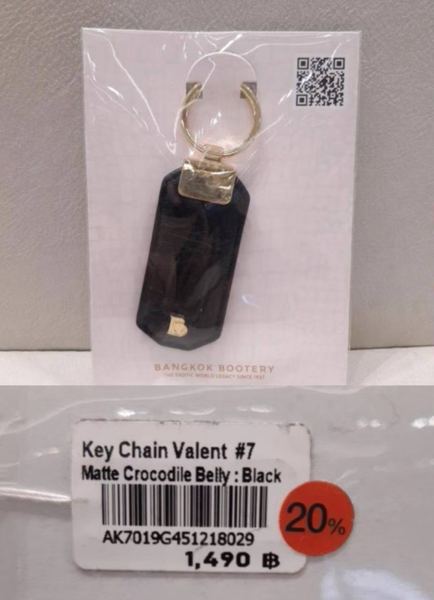 B
BANGKOK BOOTERY
THE EXOTIC WORLD LEGACY SINCE 1937
Key Chain Valent #7
Matte Crocodile Belly : Black
AK7019G451218029
1,490 ฿
20%